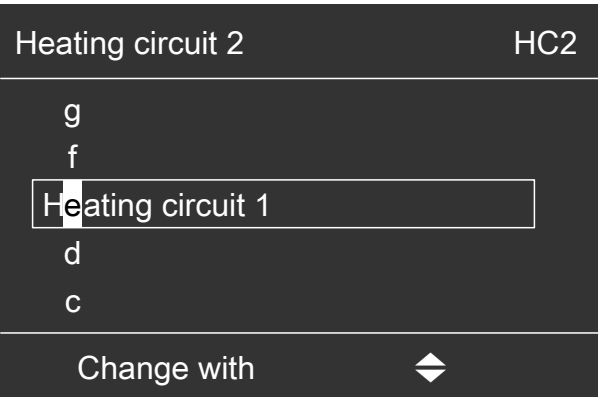 Heating circuit 2 HC2
g
f
Heating circuit 1
d
c
Change with